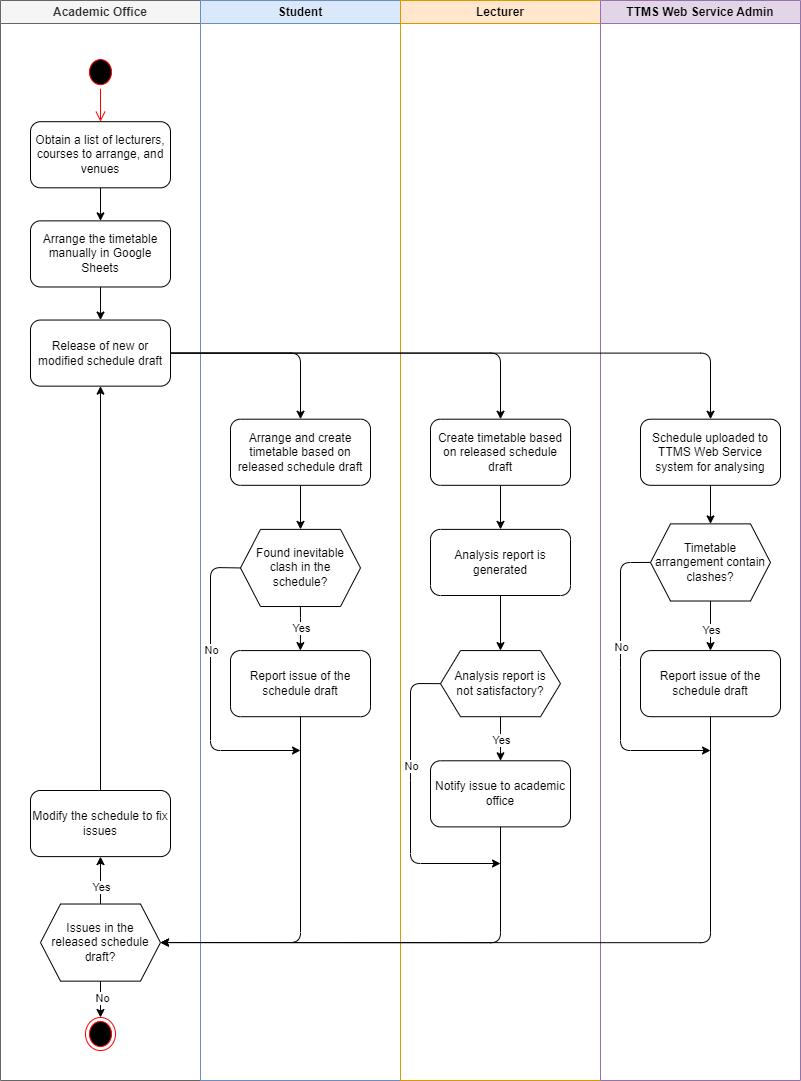 Academic Office
Student
Lecturer
TTMS Web Service Admin
Obtain a list of lecturers,
courses to arrange, and
venues
Arrange the timetable
manually in Google
Sheets
Release of new or
modified schedule draft
Arrange and create
timetable based on
released schedule draft
Create timetable based
on released schedule
draft
Schedule uploaded to
TTMS Web Service
system for analysing
Found inevitable
clash in the
schedule?
Analysis report is
generated
Timetable
arrangement contain
clashes?
Yes
Yes
No
No
Report issue of the
schedule draft
Analysis report is
not satisfactory?
Report issue of the
schedule draft
Yes
No
Notify issue to academic
office
Modify the schedule to fix
issues
Yes
Issues in the
released schedule
draft?
No